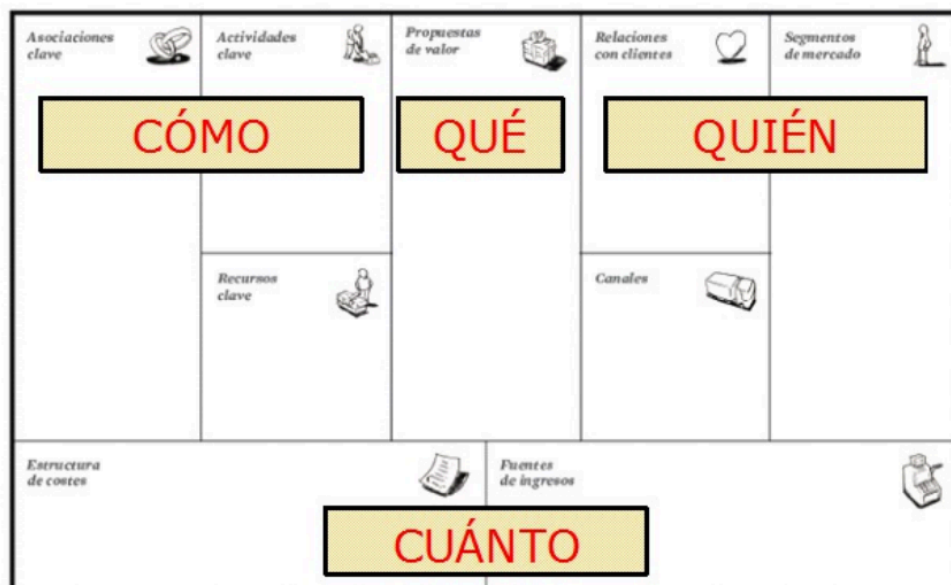 Asociaciones
clave
Actividades
clave
Propuestas
de valor
Relaciones
con clientes
Segmentos
de mercado
CÓMO
QUÉ
QUIÉN
Recursos
clave
Canales
Estructura
de costes
Fuentes
de ingresos
CUÁNTO